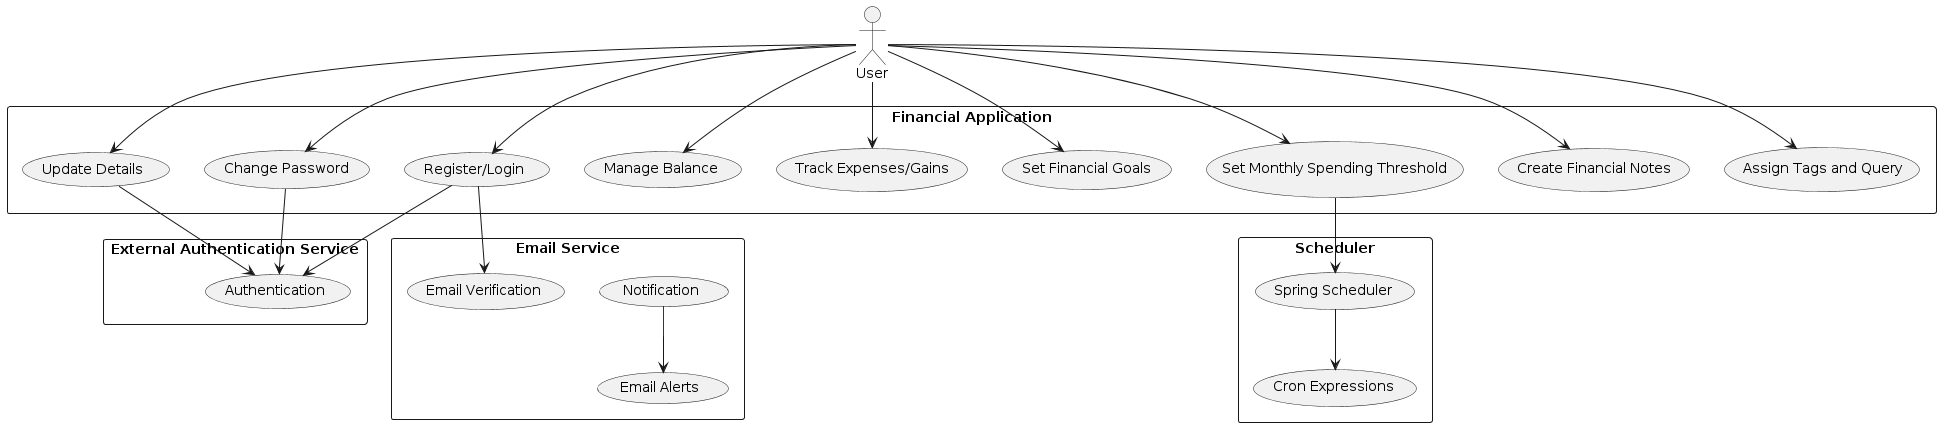 User
Financial Application
Update Details
Change Password
Register/Login
Manage Balance
Track Expenses/Gains
Set Financial Goals
Set Monthly Spending Threshold
Create Financial Notes
Assign Tags and Query
External Authentication Service
Authentication
Email Service
Email Verification
Notification
Email Alerts
Scheduler
Spring Scheduler
Cron Expressions